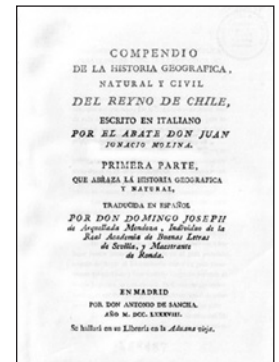 COMPENDIO
DE LA HISTORIA GEOGRAFICA,
NATURAL Y CIVIL
DEL REYNO DE CHILE,
ESCRITO EN ITALIANO
POR EL ABATE DON JUAN
IGNACIO MOLINA.
PRIMERA PARTE,
QUE ABRAZA LA HISTORIA GEOGRAFICA
Y NATURAL,
TRADUCIDA EN ESPAÑOL
POR DON DOMINGO JOSEPH
de Arquellada Mendoza, Individuo de la
Real Academia de Buenas Letras
de Sevilla, y Maestrante
de Ronda.
EN MADRID
POR DON ANTONIO DE SANCHA.
AÑO M. DCC. LXXXVIII.
Se hallará en su Librería en la Aduana vieja.